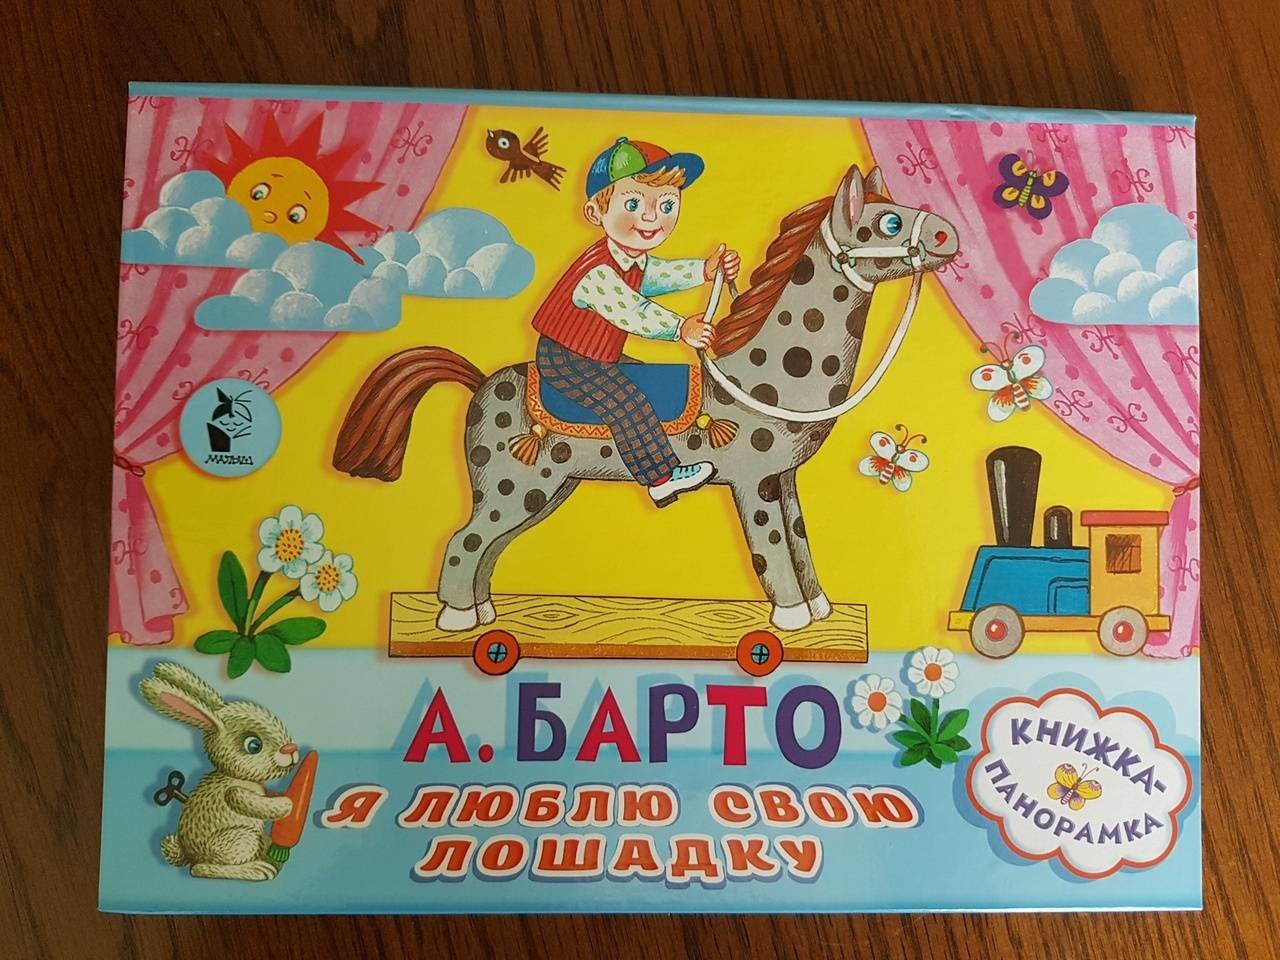 МАЛЫШ
А. БАРТО
Я ЛЮБЛЮ СВОЮ
ЛОШАДКУ
КНИЖКА-
ПАНОРАМКА